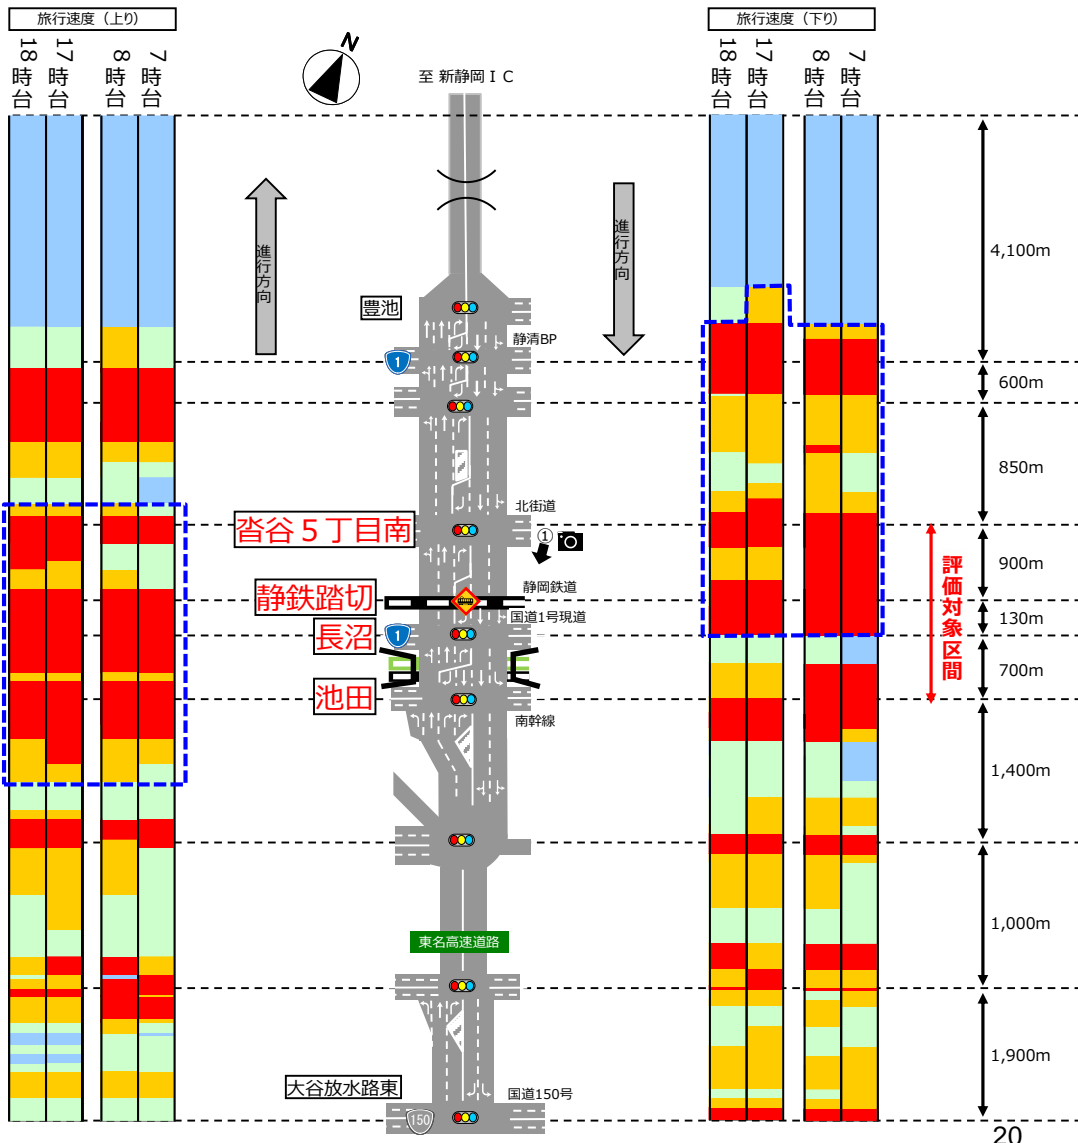 旅行速度（上り）
旅行速度（下り）
18時台
17時台
8時台
7時台
N
至 新静岡ＩＣ
18時台
17時台
8時台
7時台
進行方向
進行方向
4,100m
豊池
静清BP
1
600m
850m
北街道
沓谷５丁目南
①
900m
評価対象区間
静岡鉄道
静鉄踏切
国道1号現道
130m
長沼
1
700m
池田
南幹線
1,400m
1,000m
東名高速道路
1,900m
大谷放水路東
国道150号
150
20